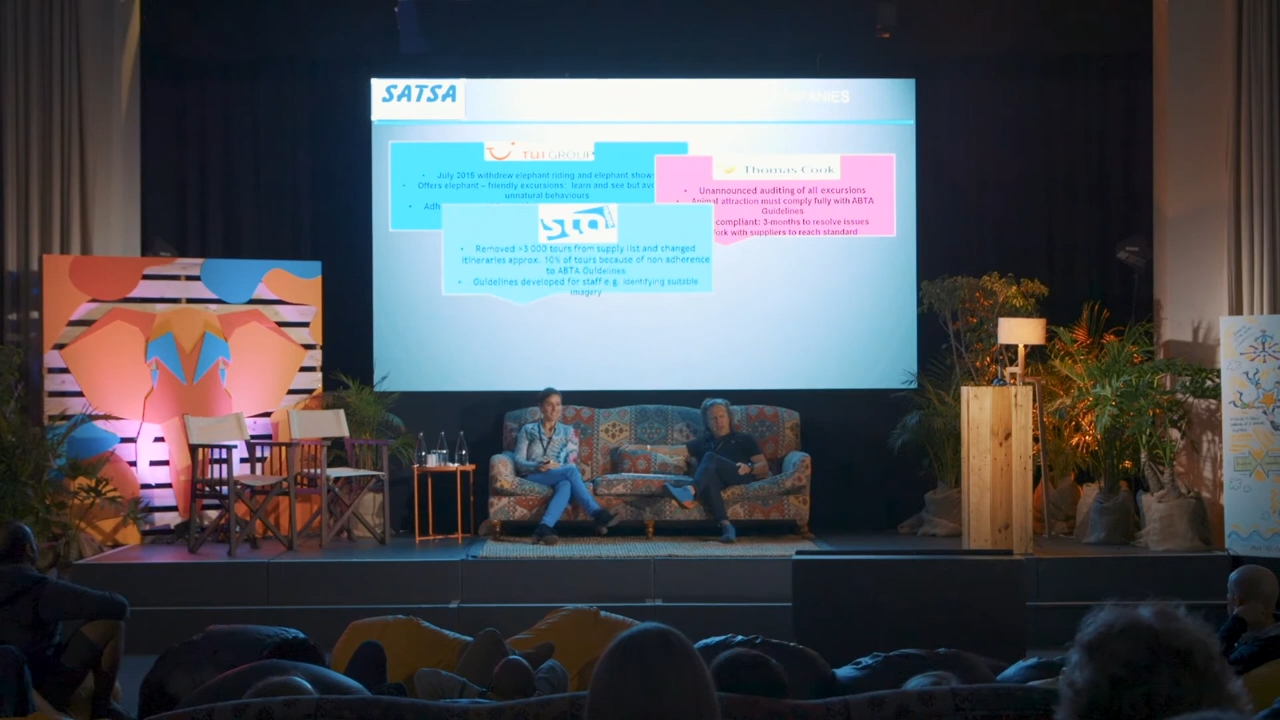 SATSA
PANIES
TUI GROUP
July 2015 withdrew elephant riding and elephant shows
Offers elephant – friendly excursions: learn and see but
unnatural behaviours
Thomas Cook
Unannounced auditing of all excursions
Animal attraction must comply fully with ABTA
Guidelines
compliant: 3-months to resolve issues
work with suppliers to reach standard
sta
Removed >3 000 tours from supply list and changed
itineraries approx. 10% of tours because of non adherence
to ABTA Guidelines
Guidelines developed for staff e.g. identifying suitable
imagery